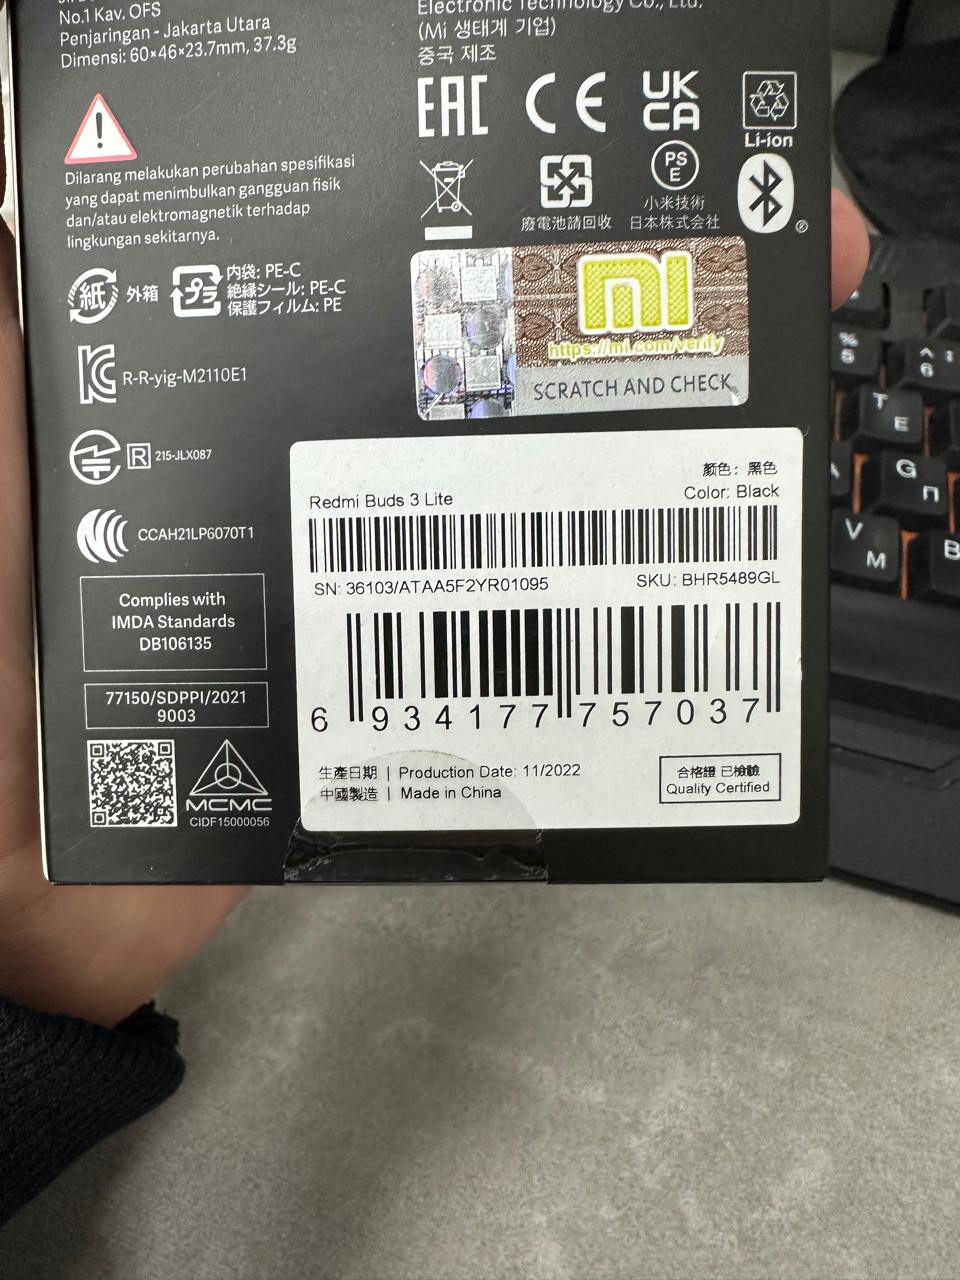 No.1 Kav. OFS
Penjaringan - Jakarta Utara
Dimensi: 60×46×23.7mm, 37.3g
Electronic Technology Co., Ltd.
(Mi 생태계 기업)
중국 제조
EAC CE UK
CA
Li-ion
Dilarang melakukan perubahan spesifikasi
yang dapat menimbulkan gangguan fisik
dan/atau elektromagnetik terhadap
lingkungan sekitarnya.
PS
E
廢電池請回收
小米技術
日本株式会社
®
紙 外箱
プラ
内袋: PE-C
絶縁シール: PE-C
保護フィルム: PE
R-R-yig-M2110E1
R 215-JLX087
CCAH21LP6070T1
Complies with
IMDA Standards
DB106135
77150/SDPPI/2021
9003
MCMC
CIDF15000056
mi
https://mi.com/verify
SCRATCH AND CHECK
顏色：黑色
Redmi Buds 3 Lite
Color: Black
SN: 36103/ATAA5F2YR01095
SKU: BHR5489GL
6 934177 757037
生產日期 | Production Date: 11/2022
中國製造 | Made in China
合格證 已檢驗
Quality Certified
%
5
^
6
T
Е
G
П
V
М
B